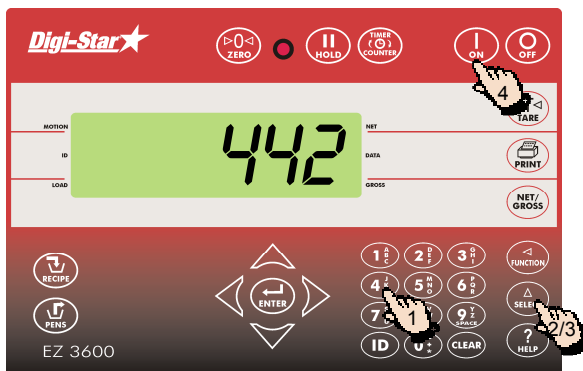 Digi-Star
ZERO
HOLD
TIMER
COUNTER
ON
OFF
4
TARE
MOTION
NET
442
ID
DATA
PRINT
LOAD
GROSS
NET/
GROSS
RECIPE
1 A B C
2 D E F
3 G H I
FUNCTION
ENTER
4 J
5 M N O
6 P Q R
SELECT
PENS
7
1
9 Y Z SPACE
2/3
ID
0
CLEAR
?
HELP
EZ 3600